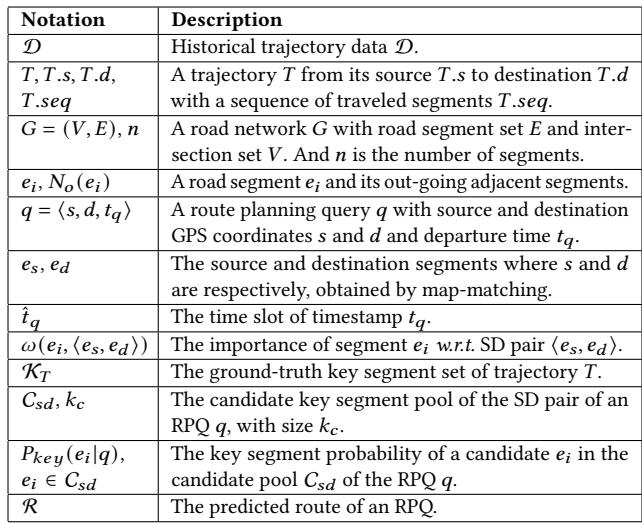 Notation Description
𝒟 Historical trajectory data 𝒟.
T, T.s, T.d, A trajectory T from its source T.s to destination T.d
T.seq with a sequence of traveled segments T.seq.
G = (V, E), n A road network G with road segment set E and inter-
section set V. And n is the number of segments.
e_i, N_o(e_i) A road segment e_i and its out-going adjacent segments.
q = ⟨s, d, t_q⟩ A route planning query q with source and destination
GPS coordinates s and d and departure time t_q.
e_s, e_d The source and destination segments where s and d
are respectively, obtained by map-matching.
t̂_q The time slot of timestamp t_q.
ω(e_i, ⟨e_s, e_d⟩) The importance of segment e_i w.r.t. SD pair ⟨e_s, e_d⟩.
𝒦_T The ground-truth key segment set of trajectory T.
C_sd, k_c The candidate key segment pool of the SD pair of an
RPQ q, with size k_c.
P_key(e_i|q), The key segment probability of a candidate e_i in the
e_i ∈ C_sd candidate pool C_sd of the RPQ q.
ℛ The predicted route of an RPQ.